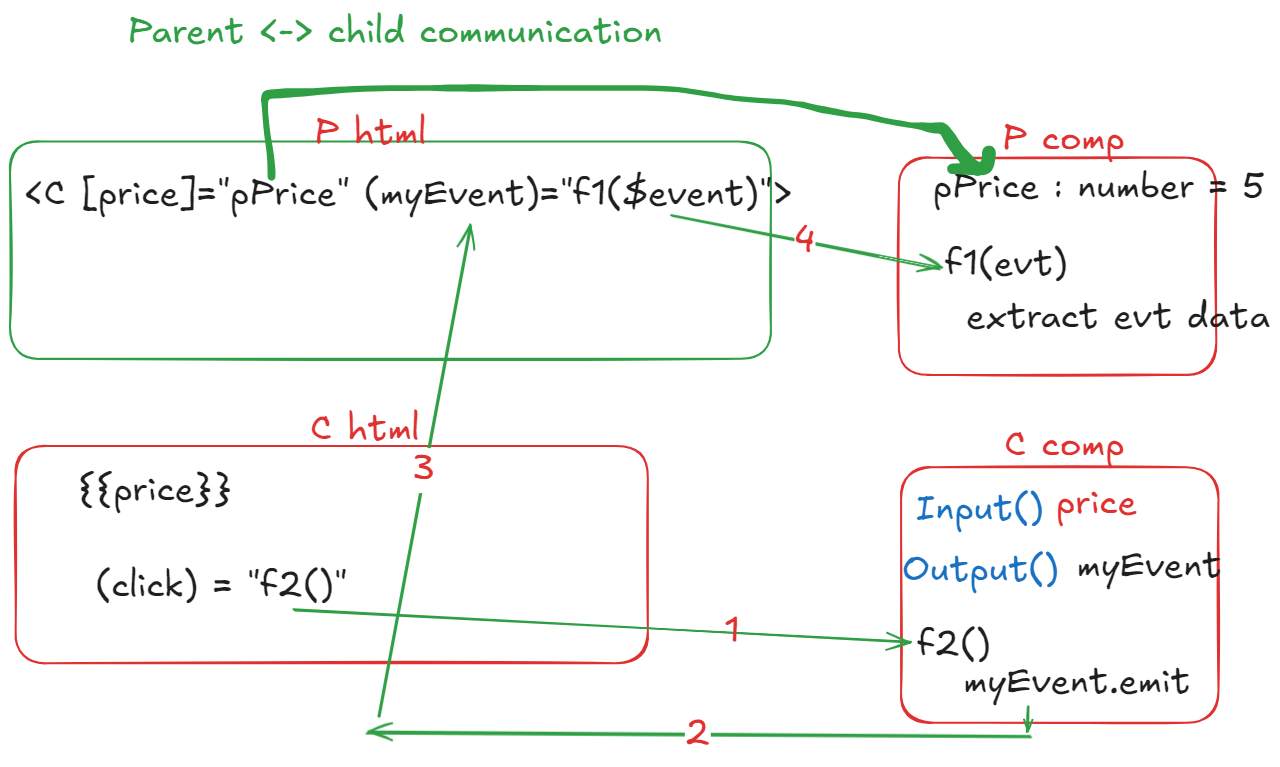 Parent <-> child communication
P html
<C [price]="pPrice" (myEvent)="f1($event)">
P comp
pPrice : number = 5
4
f1(evt)
extract evt data
C html
3
{{price}}
(click) = "f2()"
C comp
Input() price
Output() myEvent
1
f2()
myEvent.emit
2